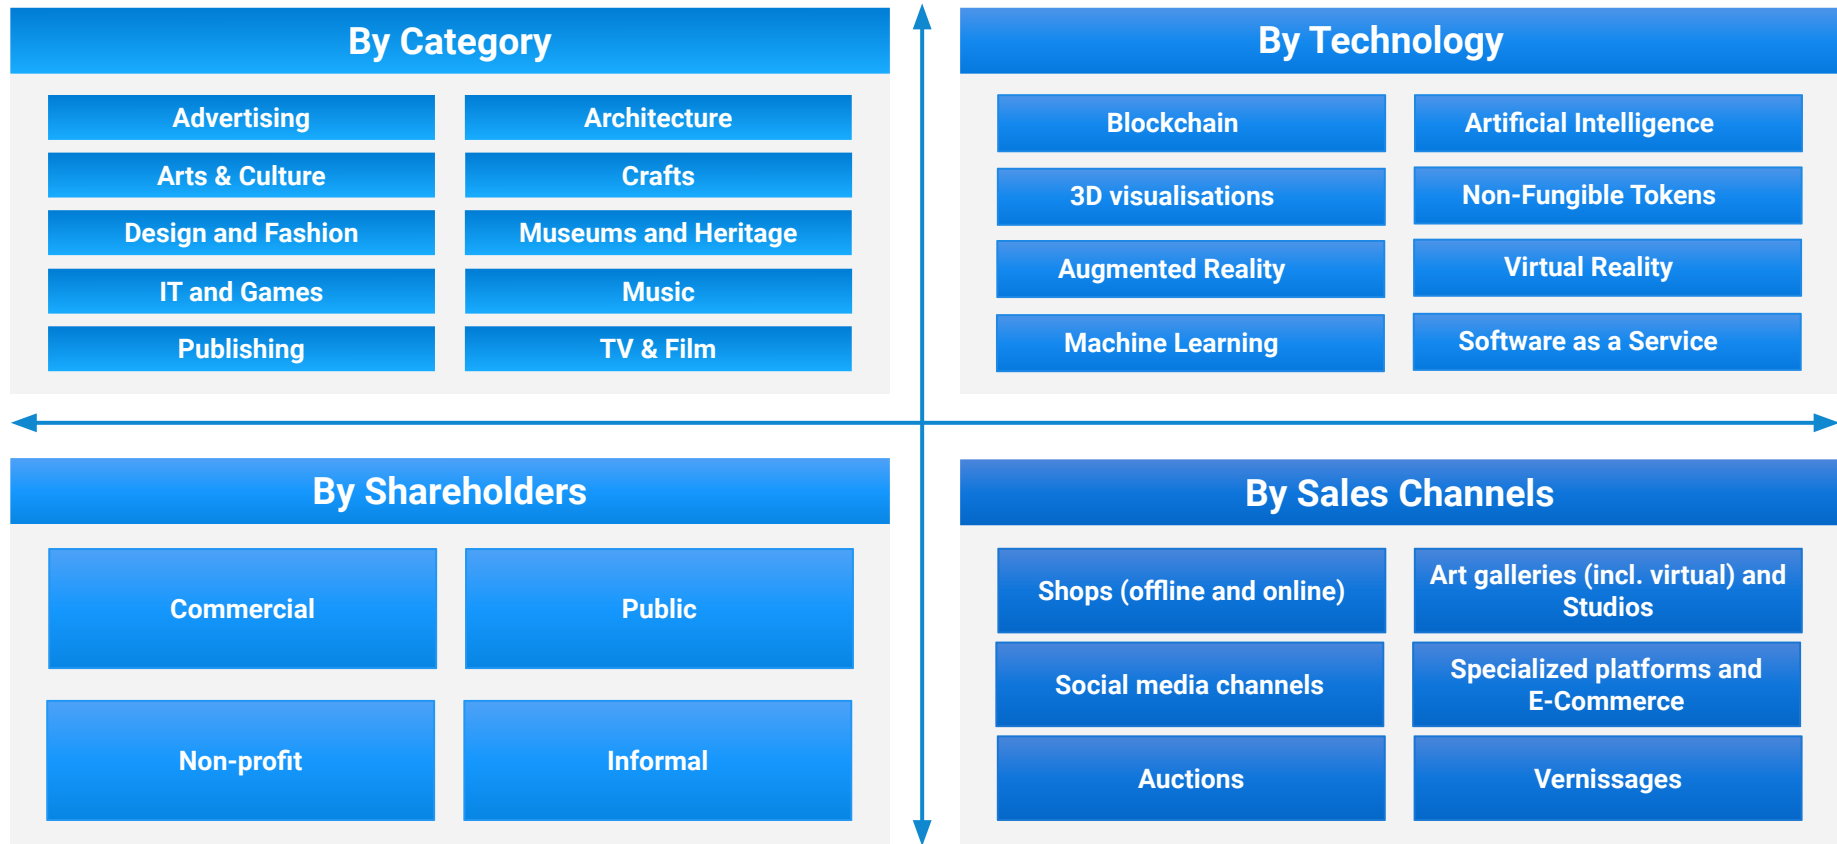 By Category
Advertising
Architecture
Arts & Culture
Crafts
Design and Fashion
Museums and Heritage
IT and Games
Music
Publishing
TV & Film
By Technology
Blockchain
Artificial Intelligence
3D visualisations
Non-Fungible Tokens
Augmented Reality
Virtual Reality
Machine Learning
Software as a Service
By Shareholders
Commercial
Public
Non-profit
Informal
By Sales Channels
Shops (offline and online)
Art galleries (incl. virtual) and
Studios
Social media channels
Specialized platforms and
E-Commerce
Auctions
Vernissages